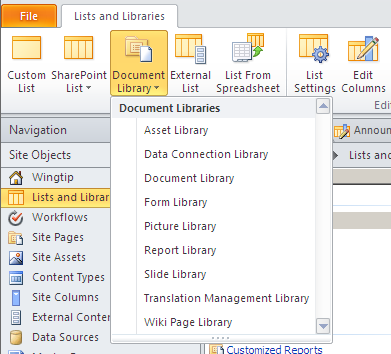 File
Lists and Libraries
Custom List
SharePoint List
Document Library
External List
List From Spreadsheet
List Settings
Edit Columns
Navigation
Site Objects
Wingtip
Lists and Librar
Workflows
Site Pages
Site Assets
Content Types
Site Columns
External Conten
Data Sources
Document Libraries
Asset Library
Data Connection Library
Document Library
Form Library
Picture Library
Report Library
Slide Library
Translation Management Library
Wiki Page Library
Edi
Announ
Lists and
Customized Reports